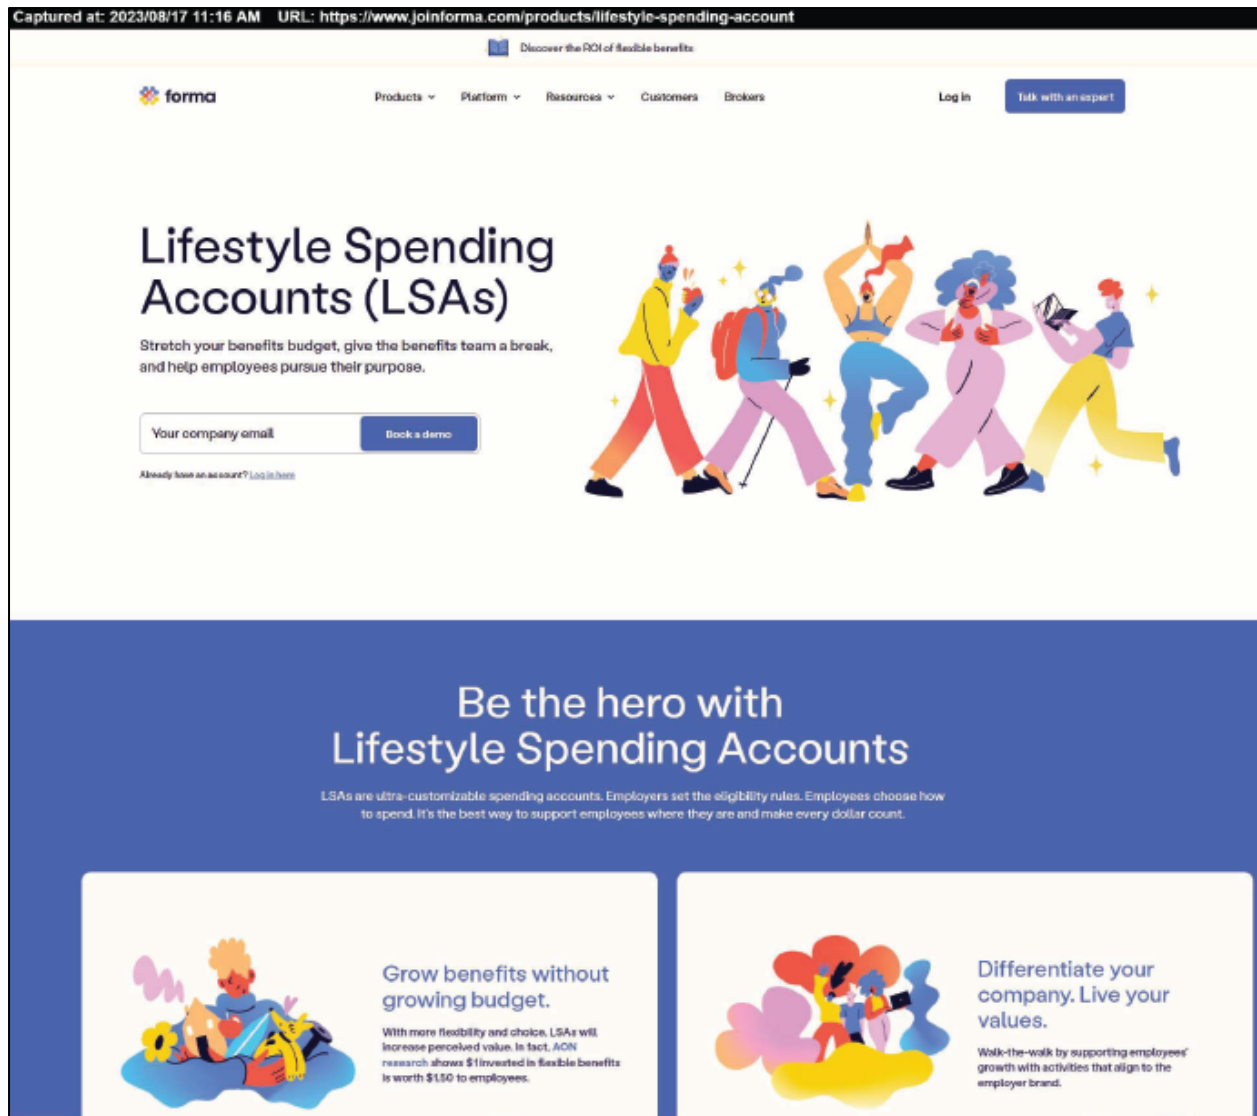 Captured at: 2023/08/17 11:16 AM URL: https://www.joinforma.com/products/lifestyle-spending-account
Discover the ROI of flexible benefits
forma Products Platform Resources Customers Brokers Log in Talk with an expert
Lifestyle Spending
Accounts (LSAs)
Stretch your benefits budget, give the benefits team a break,
and help employees pursue their purpose.
Your company email Book a demo
Already have an account? Log in here
Be the hero with
Lifestyle Spending Accounts
LSAs are ultra-customizable spending accounts. Employers set the eligibility rules. Employees choose how
to spend. It's the best way to support employees where they are and make every dollar count.
Grow benefits without
growing budget.
With more flexibility and choice, LSAs will
increase perceived value. In fact, AON
research shows $1 invested in flexible benefits
is worth $1.50 to employees.
Differentiate your
company. Live your
values.
Walk-the-walk by supporting employees'
growth with activities that align to the
employer brand.